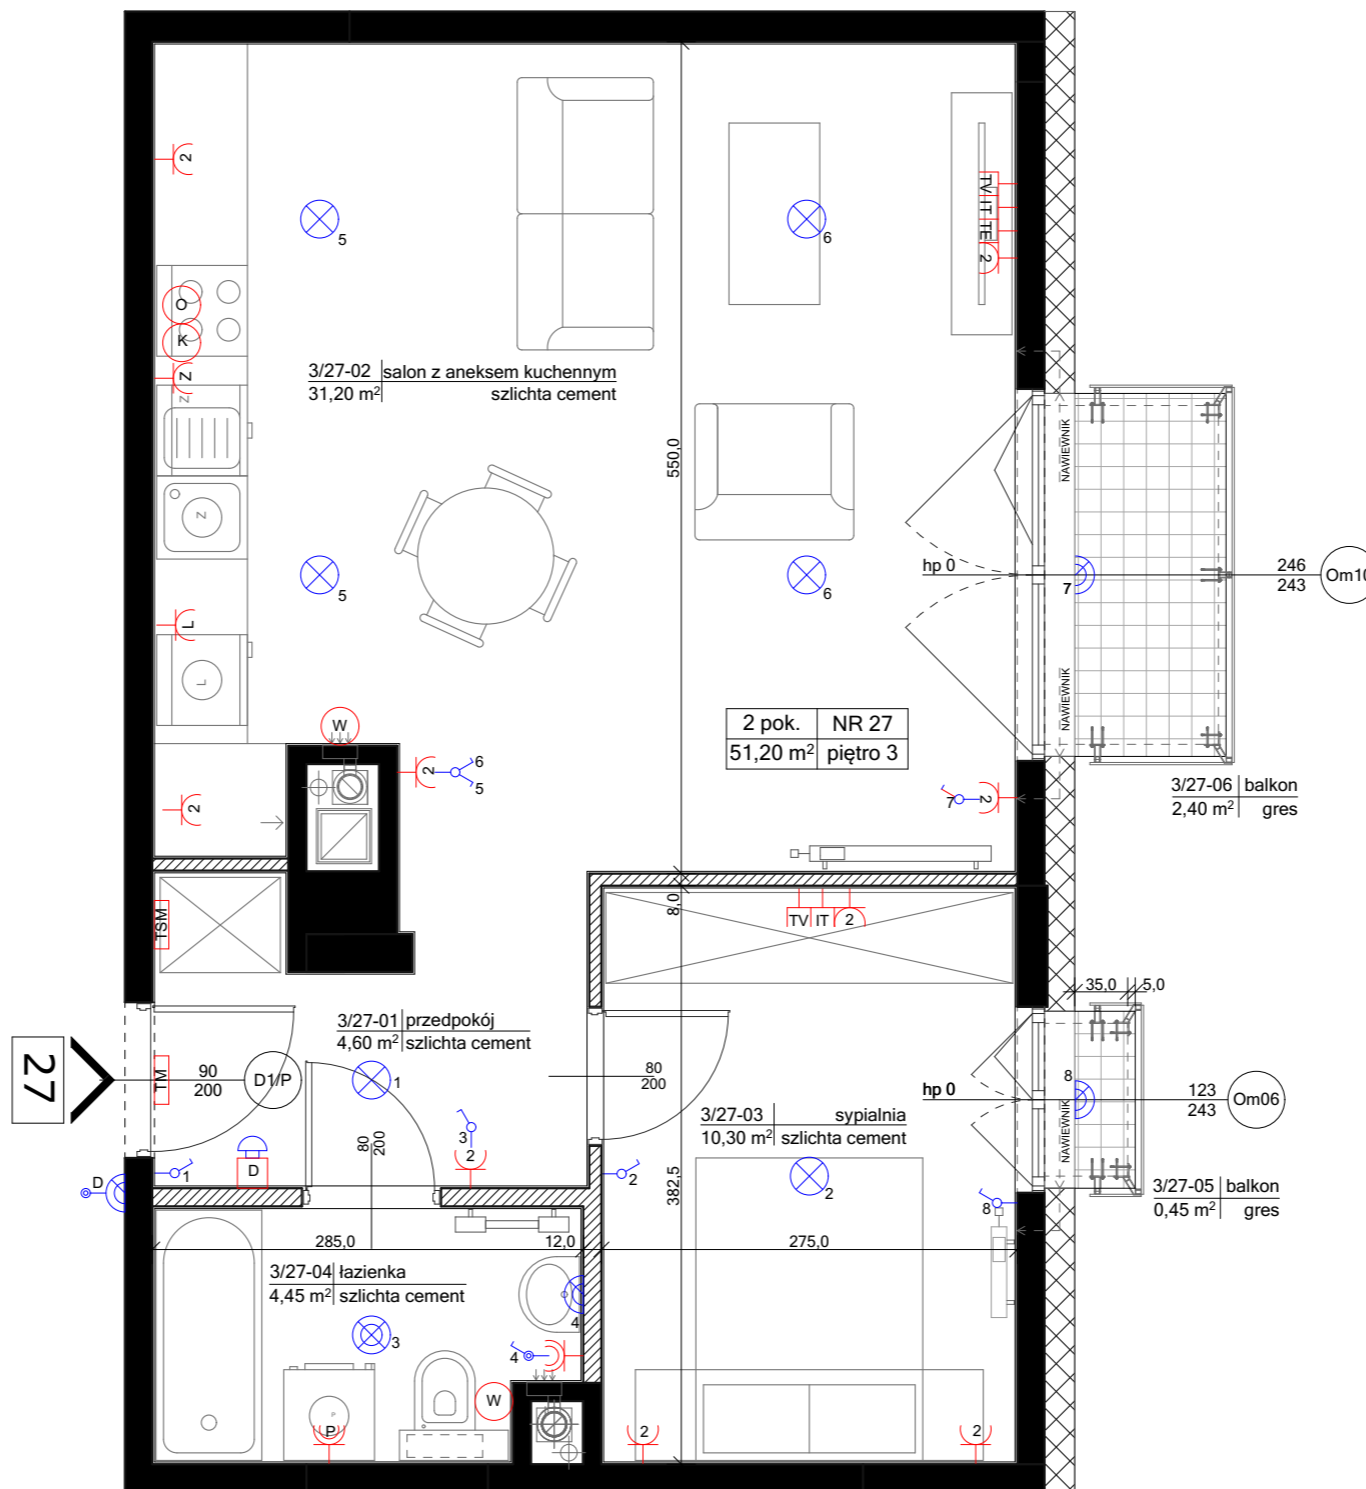 2
5
6
TV
IT
TE
2
O
K
Z
Z
3/27-02 salon z aneksem kuchennym
31,20 m² szlichta cement
550,0
NAWIEWNIK
Z
5
6
hp 0
7
246
243
Om10
L
L
NAWIEWNIK
W
2 pok. NR 27
51,20 m² piętro 3
2
6
5
2
7
2
3/27-06 balkon
2,40 m² gres
8,0
TV
IT
2
TSM
35,0
5,0
3/27-01 przedpokój
4,60 m² szlichta cement
27
TM
90
200
D1/P
1
80
200
hp 0
8
123
243
Om06
3/27-03 sypialnia
10,30 m² szlichta cement
NAWIEWNIK
80
200
3
2
D
D
1
2
2
382,5
8
3/27-05 balkon
0,45 m² gres
285,0
12,0
275,0
3/27-04 łazienka
4,45 m² szlichta cement
4
3
4
W
P
P
2
2